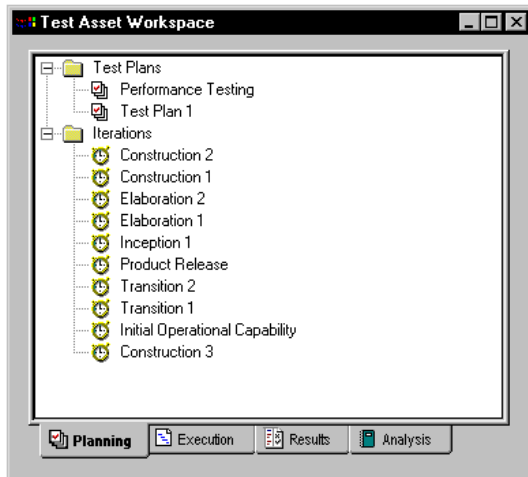 Test Asset Workspace
Test Plans
Performance Testing
Test Plan 1
Iterations
Construction 2
Construction 1
Elaboration 2
Elaboration 1
Inception 1
Product Release
Transition 2
Transition 1
Initial Operational Capability
Construction 3
Planning Execution Results Analysis